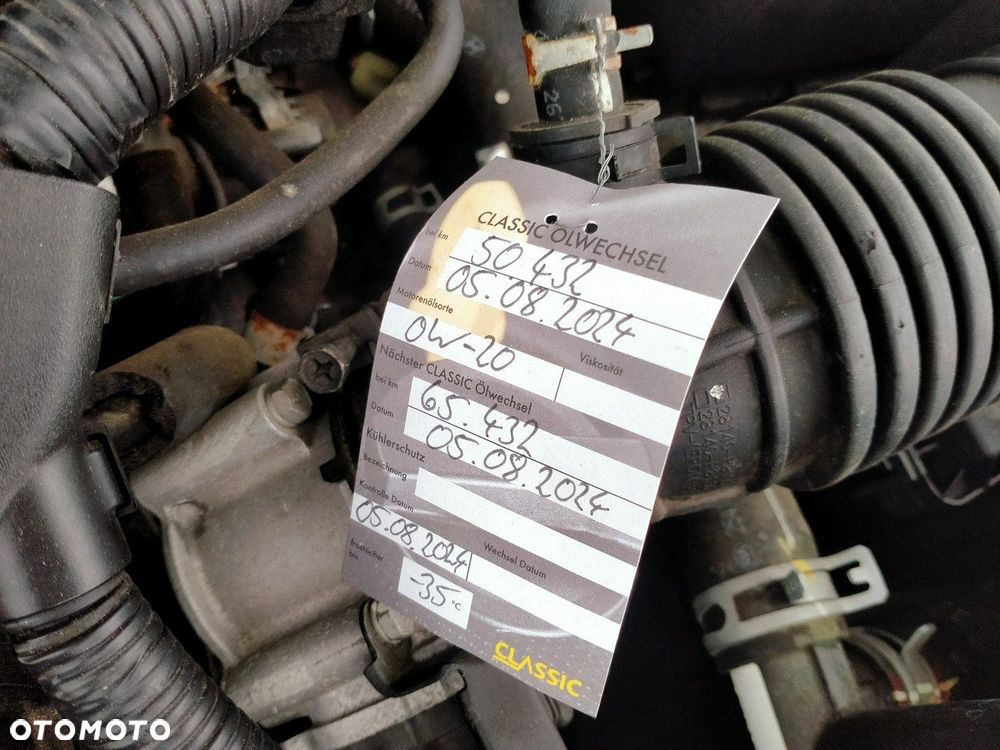 26
CLASSIC ÖLWECHSEL
bei km
50 432
Datum
05.08.2024
Motorenölsorte
Viskosität
0W-20
Nächster CLASSIC Ölwechsel
bei km
65.432
Datum
05.08.2024
Kühlerschutz
Bezeichnung
Kontrolle Datum
Wechsel Datum
05.08.2024
frostsicher
bis
-35 °C
CLASSIC
OTOMOTO